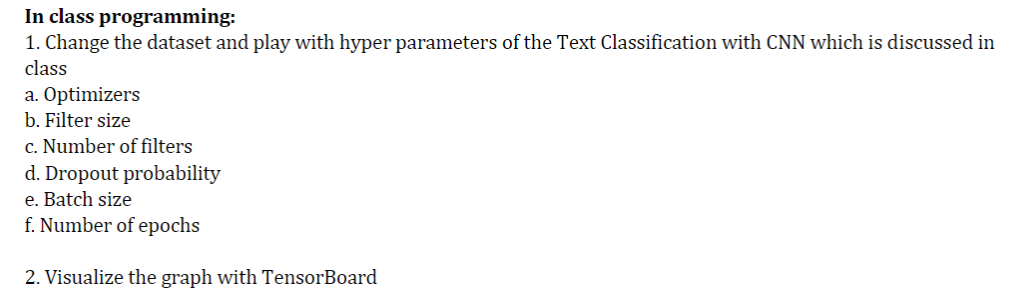 In class programming:
1. Change the dataset and play with hyper parameters of the Text Classification with CNN which is discussed in
class
a. Optimizers
b. Filter size
c. Number of filters
d. Dropout probability
e. Batch size
f. Number of epochs
2. Visualize the graph with TensorBoard